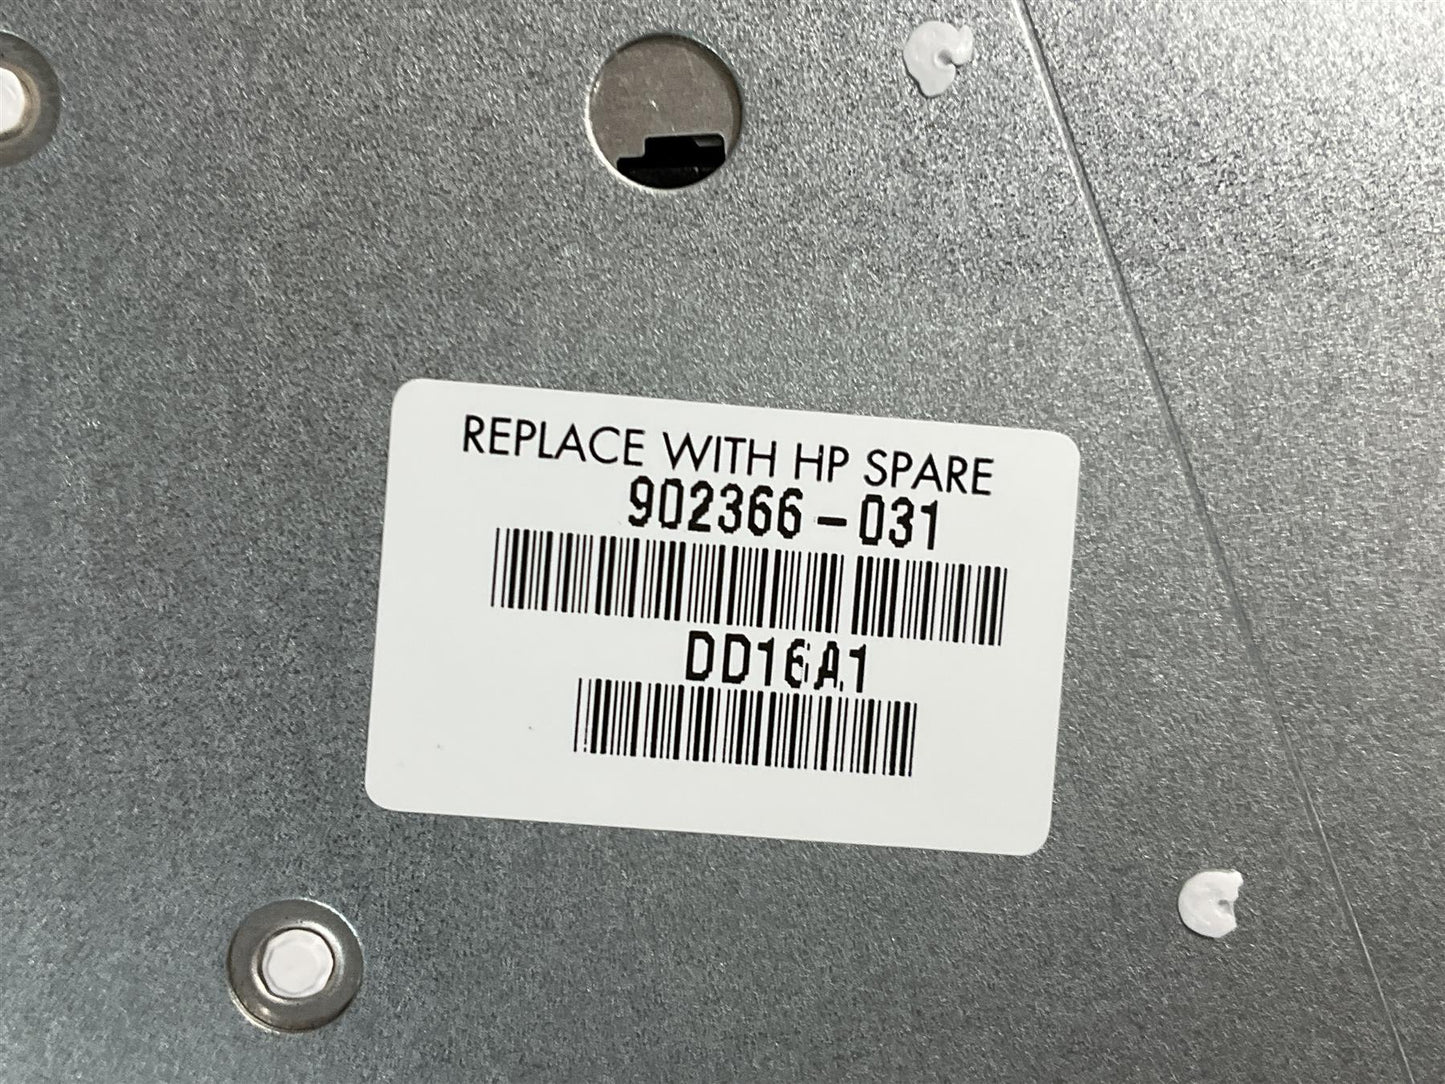 REPLACE WITH HP SPARE
902366-031
DD16A1